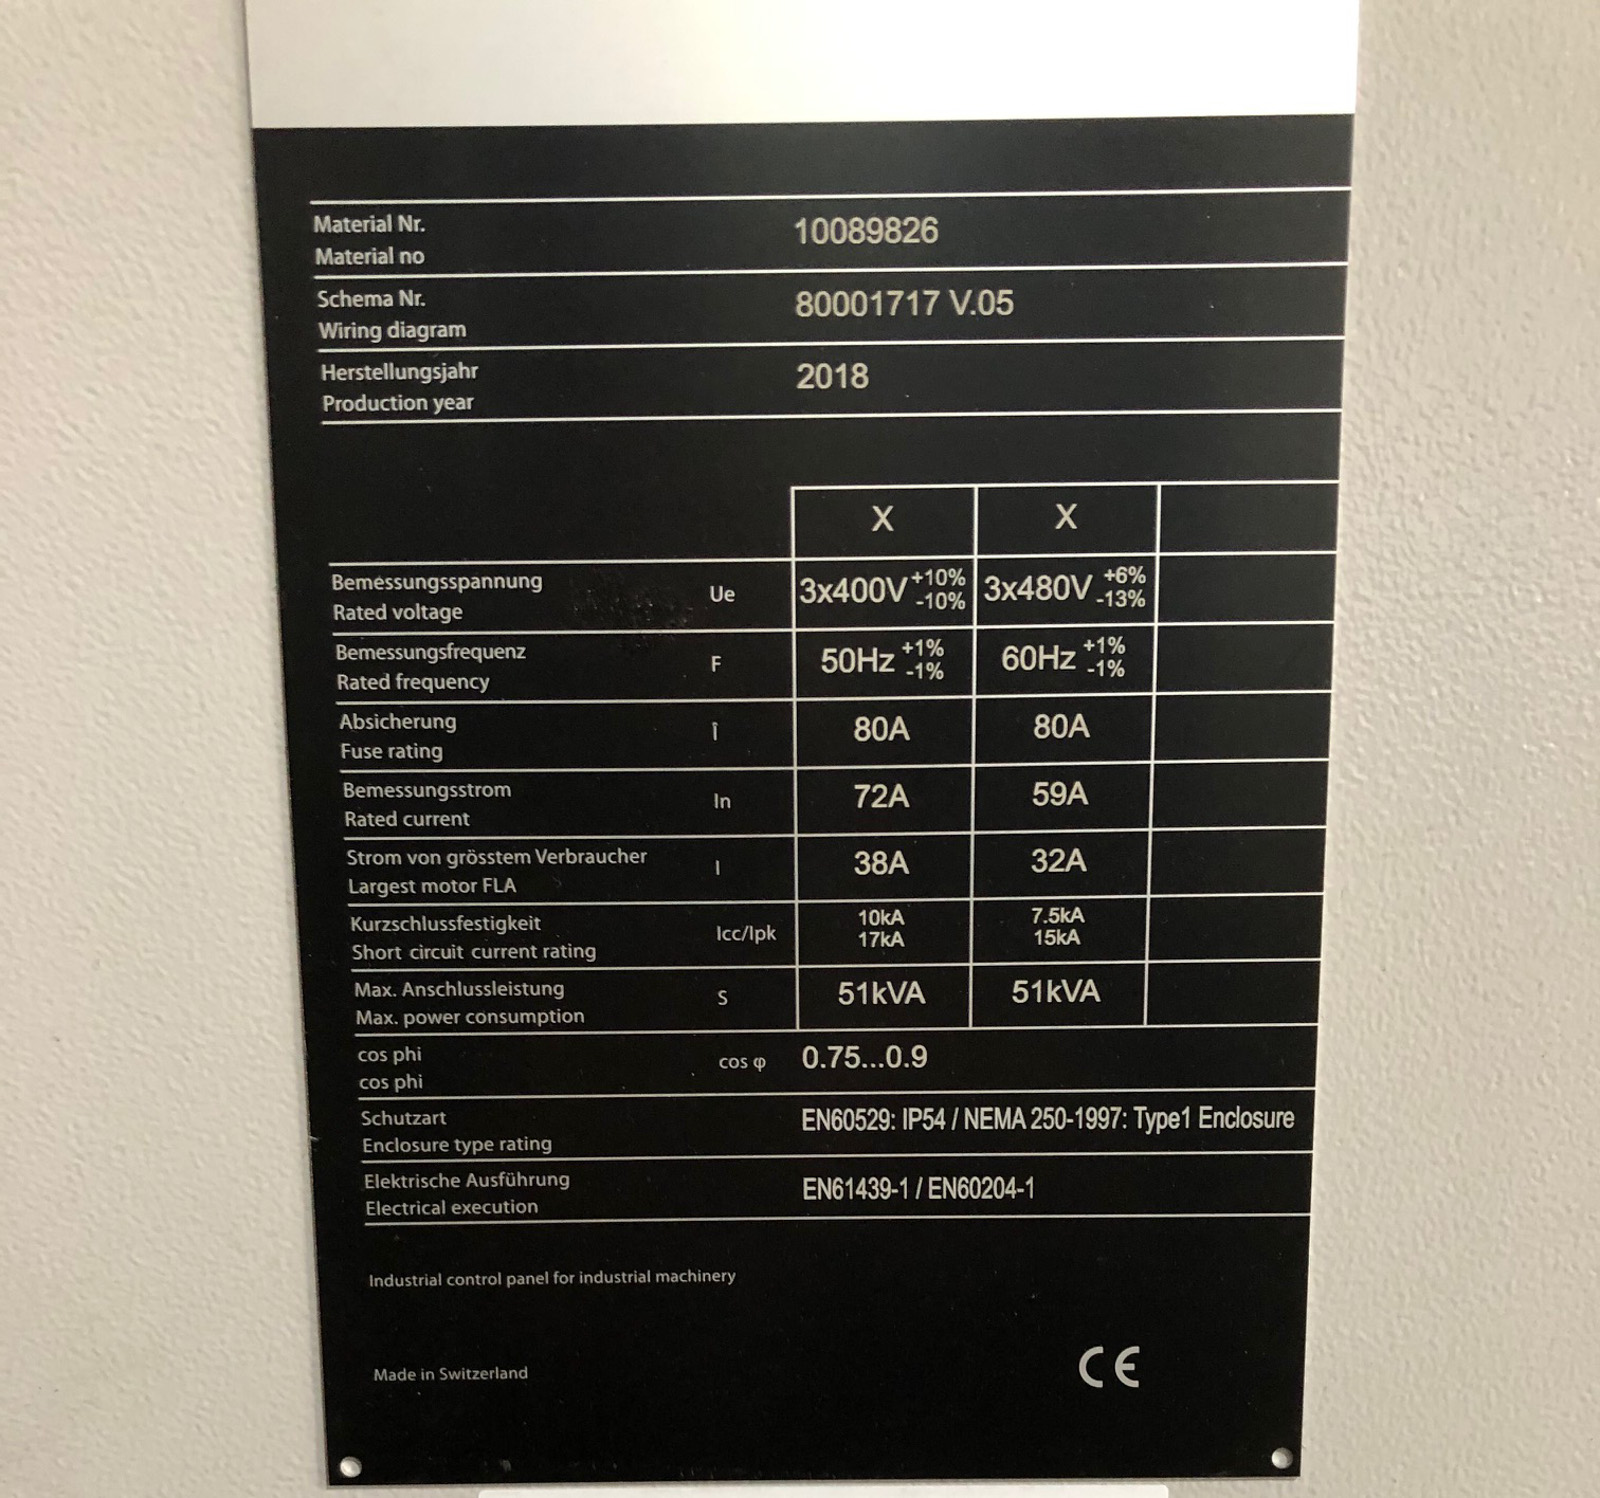 Material Nr.
Material no
10089826
Schema Nr.
Wiring diagram
80001717 V.05
Herstellungsjahr
Production year
2018
X X
Bemessungsspannung
Rated voltage
Ue 3x400V +10% -10% 3x480V +6% -13%
Bemessungsfrequenz
Rated frequency
F 50Hz +1% -1% 60Hz +1% -1%
Absicherung
Fuse rating
Î 80A 80A
Bemessungsstrom
Rated current
In 72A 59A
Strom von grösstem Verbraucher
Largest motor FLA
I 38A 32A
Kurzschlussfestigkeit
Short circuit current rating
Icc/Ipk 10kA 17kA 7.5kA 15kA
Max. Anschlussleistung
Max. power consumption
S 51kVA 51kVA
cos phi
cos phi
cos φ 0.75...0.9
Schutzart
Enclosure type rating
EN60529: IP54 / NEMA 250-1997: Type1 Enclosure
Elektrische Ausführung
Electrical execution
EN61439-1 / EN60204-1
Industrial control panel for industrial machinery
Made in Switzerland
CE